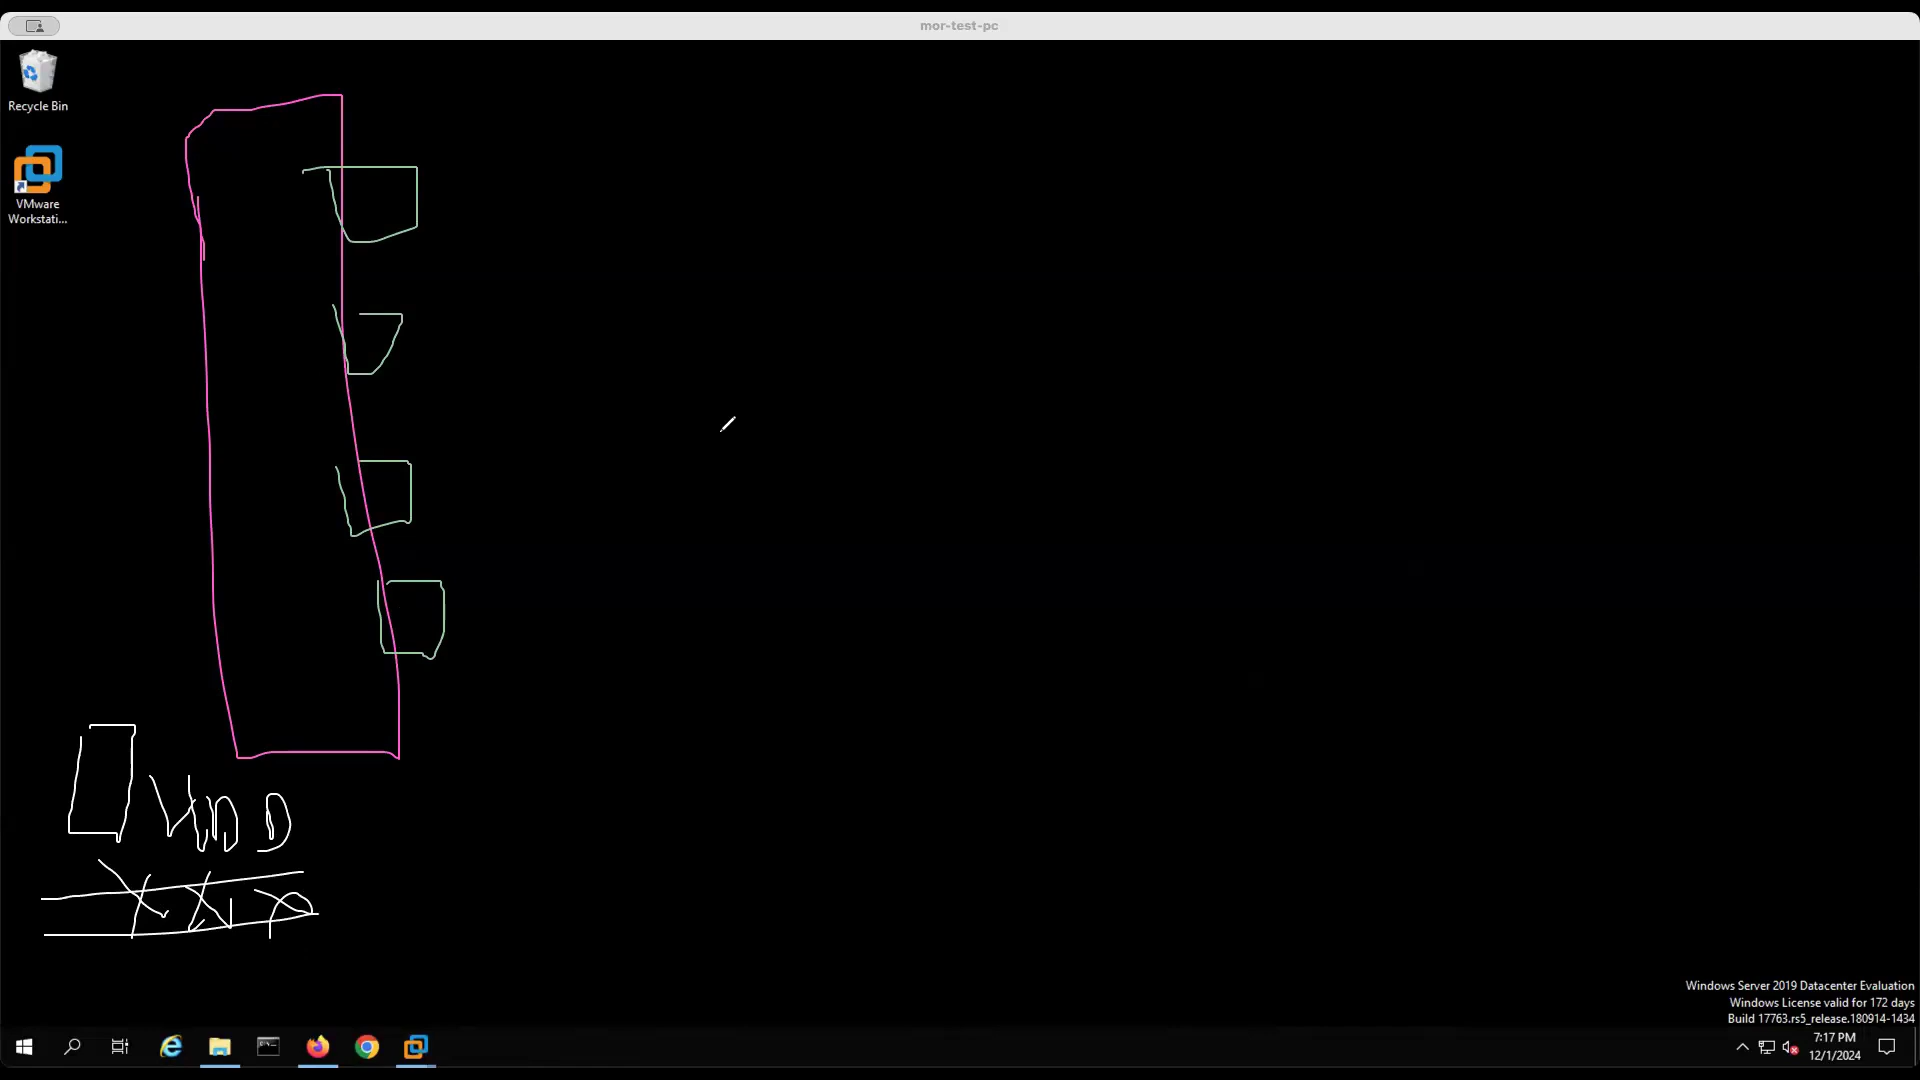 mor-test-pc
Recycle Bin
VMware
Workstati...
Windows Server 2019 Datacenter Evaluation
Windows License valid for 172 days
Build 17763.rs5_release.180914-1434
7:17 PM
12/1/2024